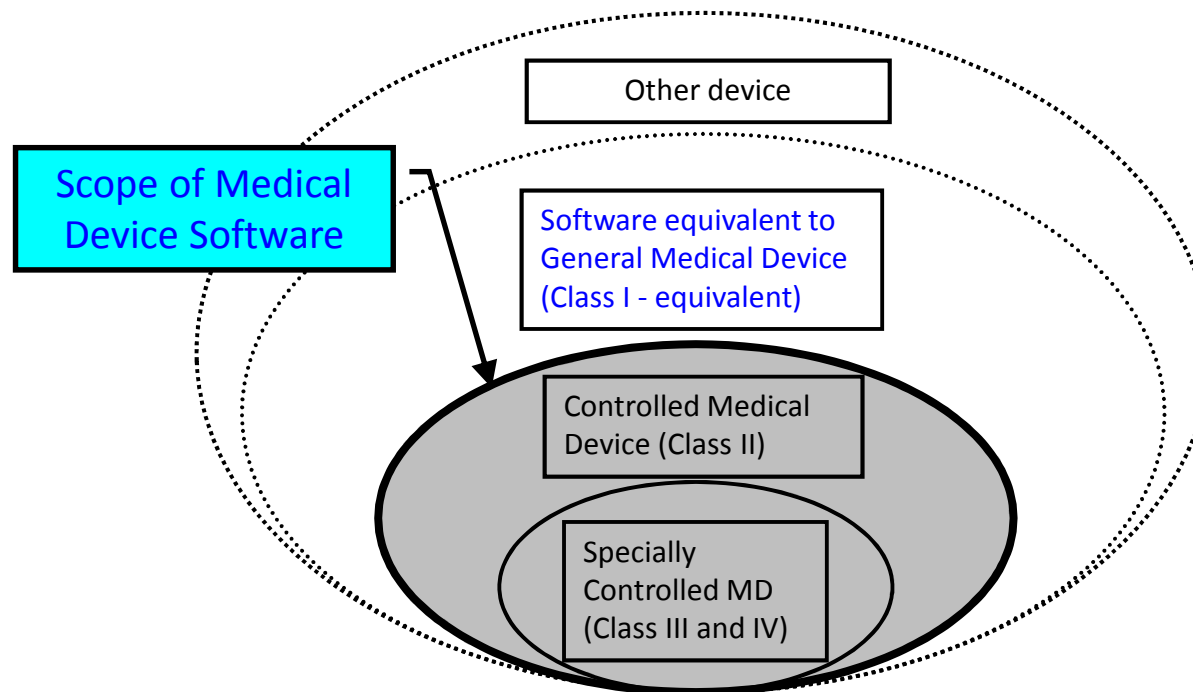 Other device
Scope of Medical
Device Software
Software equivalent to
General Medical Device
(Class I - equivalent)
Controlled Medical
Device (Class II)
Specially
Controlled MD
(Class III and IV)